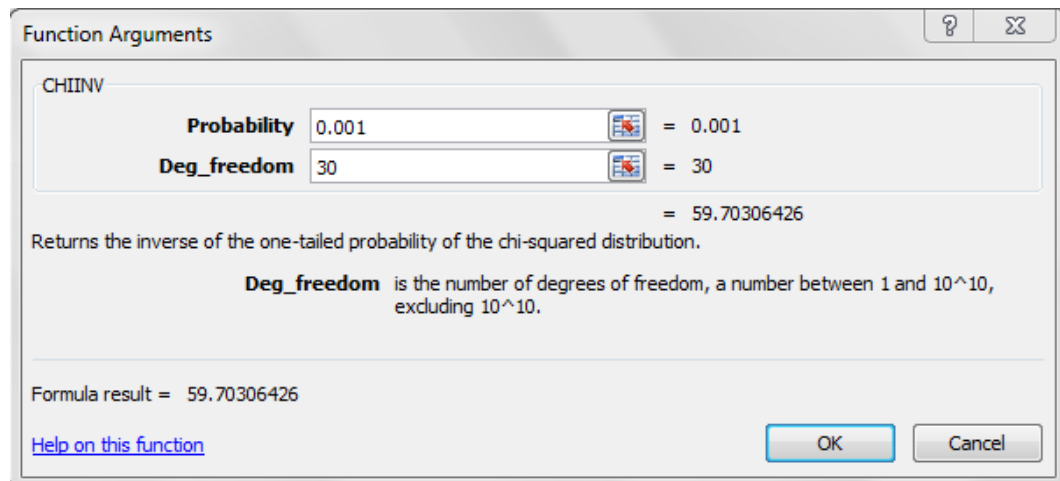 Function Arguments
CHIINV
Probability 0.001 = 0.001
Deg_freedom 30 = 30
= 59.70306426
Returns the inverse of the one-tailed probability of the chi-squared distribution.
Deg_freedom is the number of degrees of freedom, a number between 1 and 10^10,
excluding 10^10.
Formula result = 59.70306426
Help on this function OK Cancel